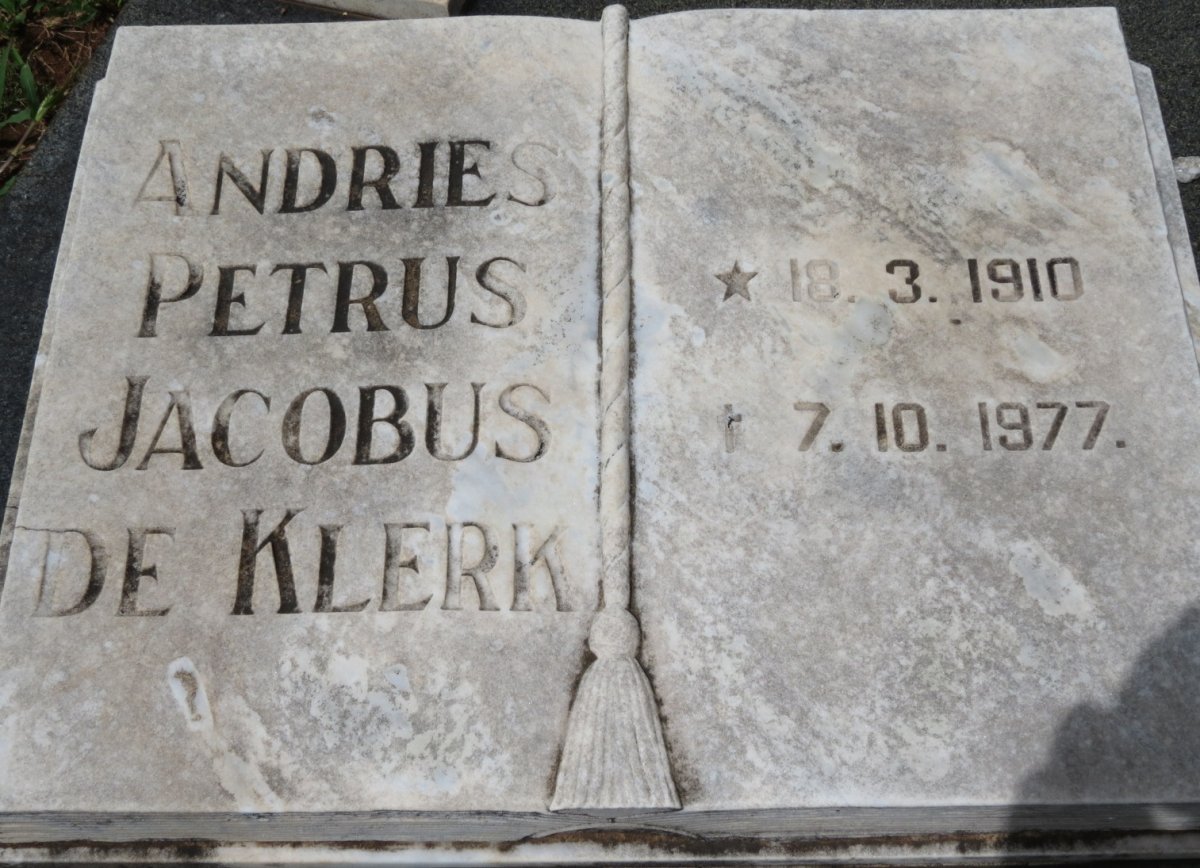 ANDRIES
PETRUS
JACOBUS
DE KLERK
★ 18. 3. 1910
† 7. 10. 1977.